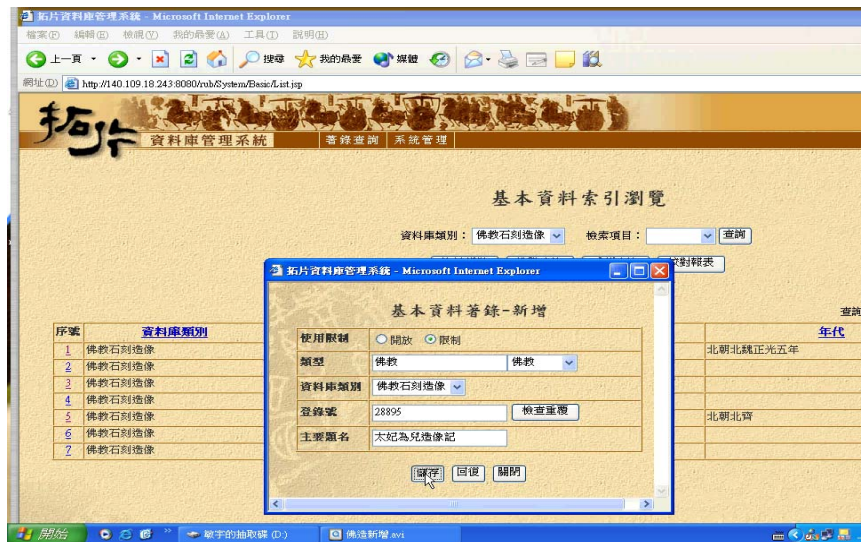 拓片資料庫管理系統 - Microsoft Internet Explorer
檔案(F) 編輯(E) 檢視(V) 我的最愛(A) 工具(T) 說明(H)
上一頁 搜尋 我的最愛 媒體
網址(D) http://140.109.18.243:8080/rub/System/Basic/List.jsp
拓片
資料庫管理系統 著錄查詢 系統管理
基本資料索引瀏覽
資料庫類別： 佛教石刻造像 檢索項目： 查詢
校對報表
拓片資料庫管理系統 - Microsoft Internet Explorer
基本資料著錄-新增
使用限制 開放 限制
類型 佛教 佛教
資料庫類別 佛教石刻造像
登錄號 28895 檢查重覆
主要題名 太妃為兒造像記
儲存 回復 關閉
查詢
序號 資料庫類別 年代
1 佛教石刻造像 北朝北魏正光五年
2 佛教石刻造像
3 佛教石刻造像
4 佛教石刻造像
5 佛教石刻造像 北朝北齊
6 佛教石刻造像
7 佛教石刻造像
開始 敏宇的抽取碟 (D:) 佛造新增.avi